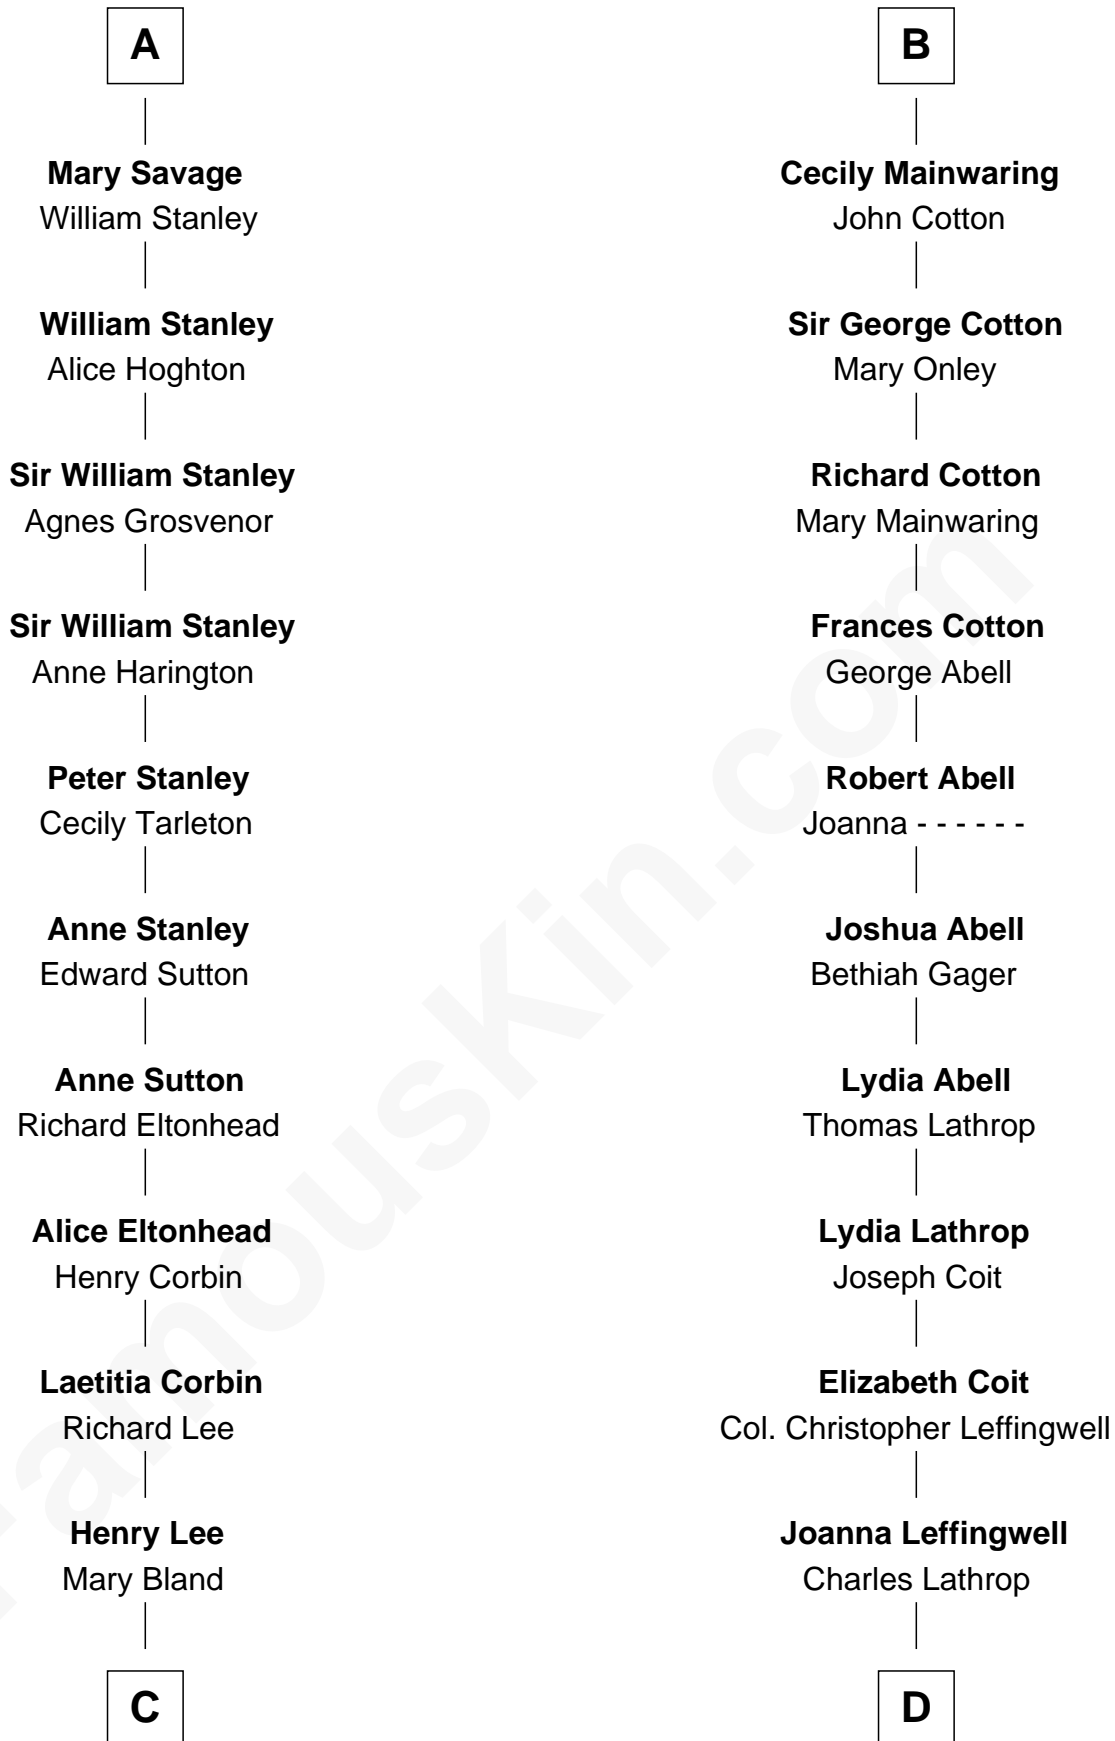 A
Mary Savage
William Stanley
William Stanley
Alice Hoghton
Sir William Stanley
Agnes Grosvenor
Sir William Stanley
Anne Harington
Peter Stanley
Cecily Tarleton
Anne Stanley
Edward Sutton
Anne Sutton
Richard Eltonhead
Alice Eltonhead
Henry Corbin
Laetitia Corbin
Richard Lee
Henry Lee
Mary Bland
C
B
Cecily Mainwaring
John Cotton
Sir George Cotton
Mary Onley
Richard Cotton
Mary Mainwaring
Frances Cotton
George Abell
Robert Abell
Joanna - - - - - -
Joshua Abell
Bethiah Gager
Lydia Abell
Thomas Lathrop
Lydia Lathrop
Joseph Coit
Elizabeth Coit
Col. Christopher Leffingwell
Joanna Leffingwell
Charles Lathrop
D
FamousKin.com